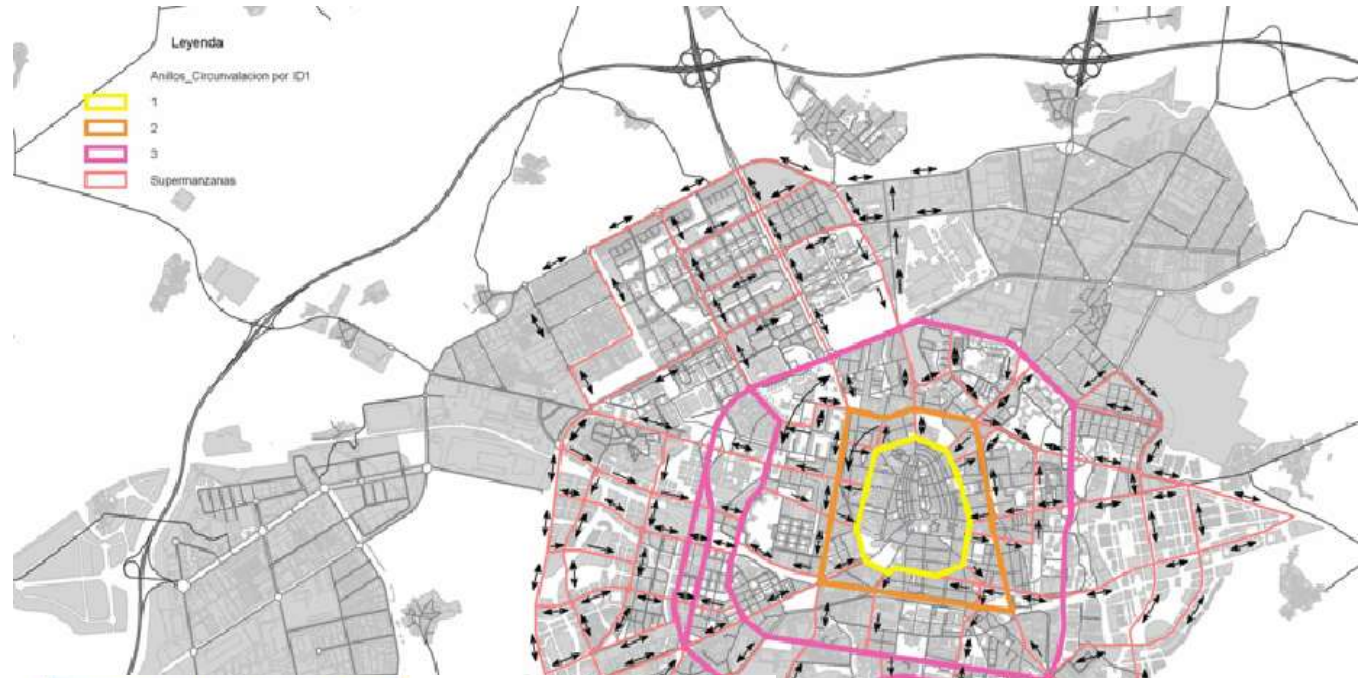 Leyenda
Anillos_Circunvalacion por ID1
1
2
3
Supermanzanas